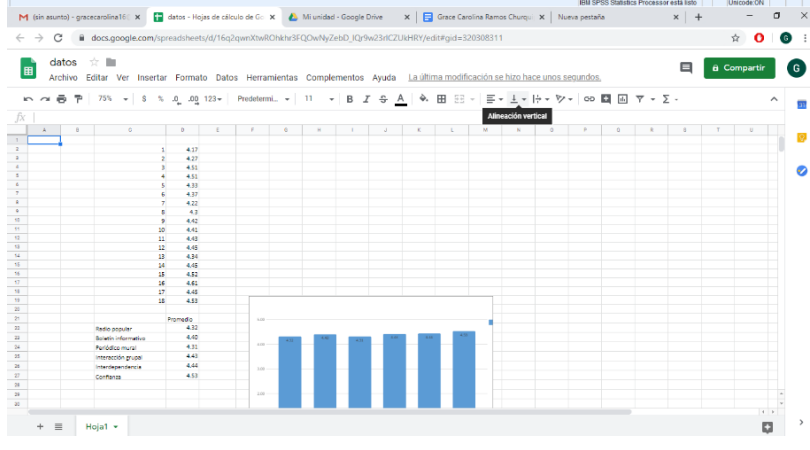 IBM SPSS Statistics Processor está listo Unicode:ON
(sin asunto) - gracecarolina16 datos - Hojas de cálculo de Go Mi unidad - Google Drive Grace Carolina Ramos Churqu Nueva pestaña
docs.google.com/spreadsheets/d/
datos
Compartir G
Archivo Editar Ver Insertar Formato Datos Herramientas Complementos Ayuda La última modificación se hizo hace unos segundos.
75% $ % .0 .00 123 Predetermi... 11 B I S A
Alineación vertical
fx
A B C D E F G H I J K L M N O P Q R S T U
1 4.17
2 4.27
3 4.51
4 4.51
5 4.33
6 4.37
7 4.22
8 4.3
9 4.42
10 4.41
11 4.43
12 4.45
13 4.34
14 4.45
15 4.52
16 4.61
17 4.48
18 4.53
Promedio
Radio popular 4.32
Boletín informativo 4.40
Periódico mural 4.31
Interacción grupal 4.43
Interdependencia 4.44
Confianza 4.53
Hoja1